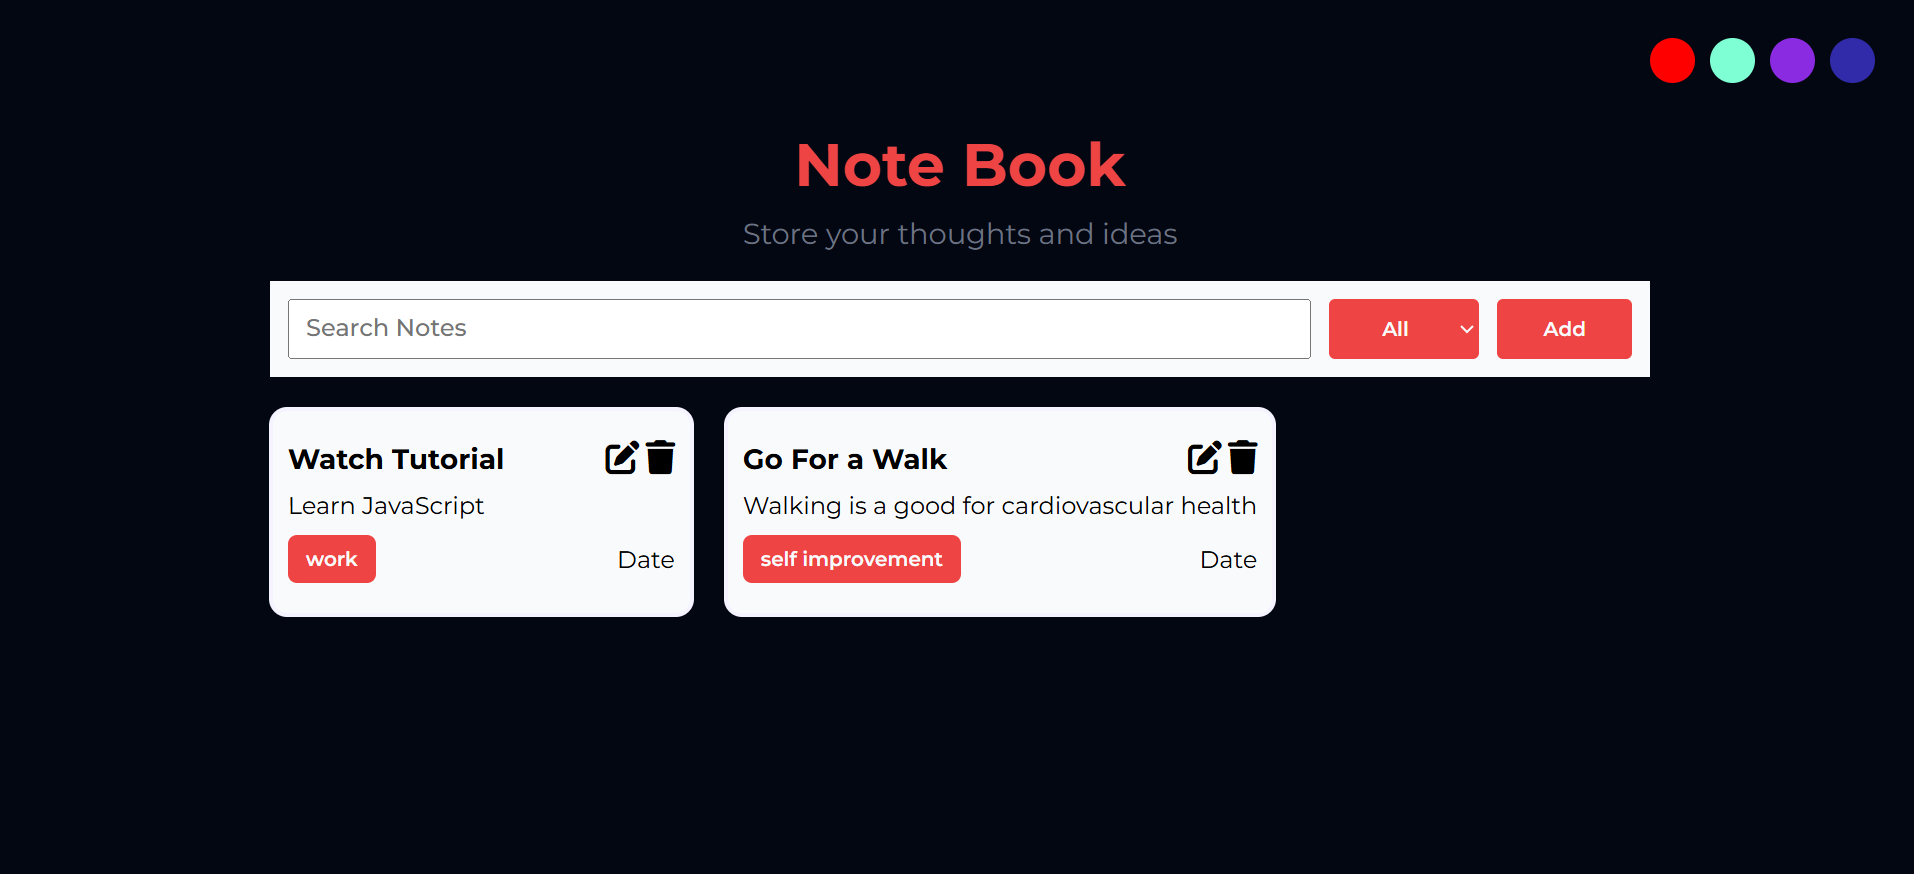 Note Book
Store your thoughts and ideas
Search Notes
All
Add
Watch Tutorial
Learn JavaScript
work
Date
Go For a Walk
Walking is a good for cardiovascular health
self improvement
Date